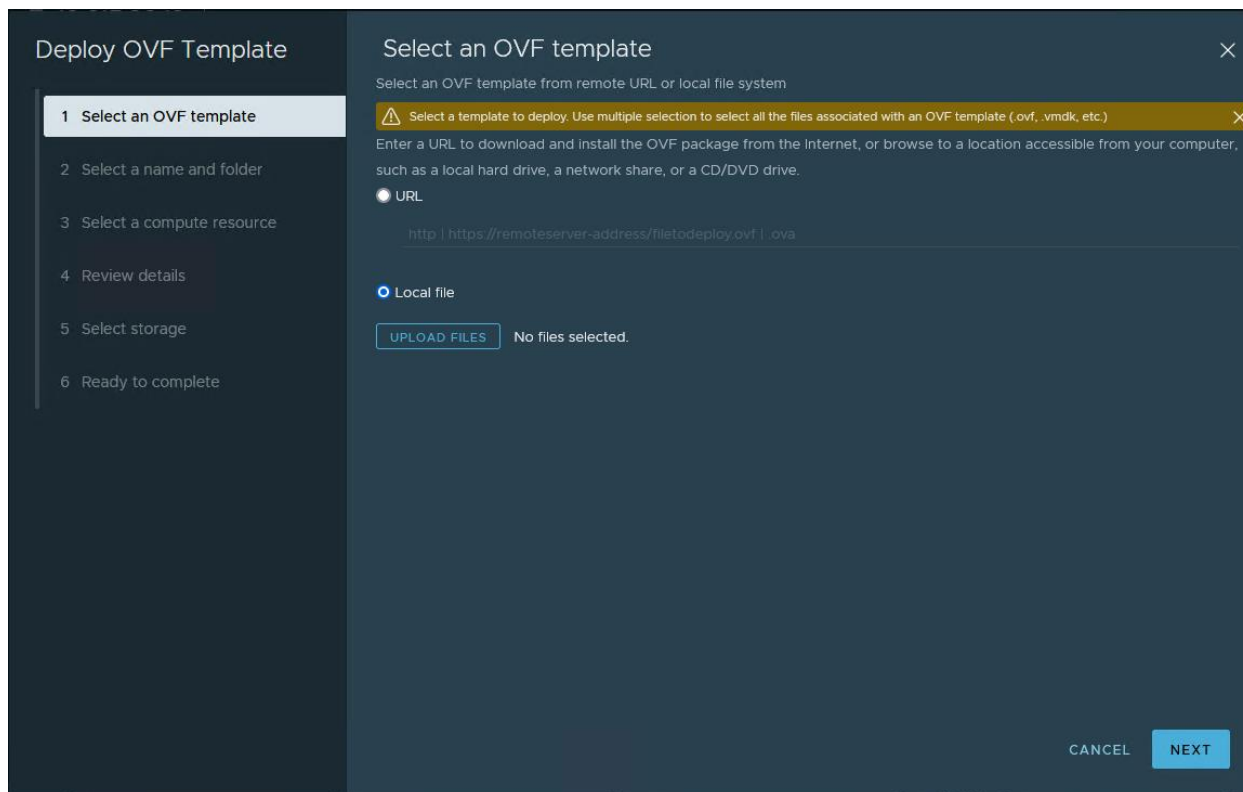 Deploy OVF Template
1 Select an OVF template
2 Select a name and folder
3 Select a compute resource
4 Review details
5 Select storage
6 Ready to complete
Select an OVF template
Select an OVF template from remote URL or local file system
Select a template to deploy. Use multiple selection to select all the files associated with an OVF template (.ovf, .vmdk, etc.)
Enter a URL to download and install the OVF package from the Internet, or browse to a location accessible from your computer,
such as a local hard drive, a network share, or a CD/DVD drive.
URL
http | https://remoteserver-address/filetodeploy.ovf | .ova
Local file
UPLOAD FILES No files selected.
CANCEL NEXT